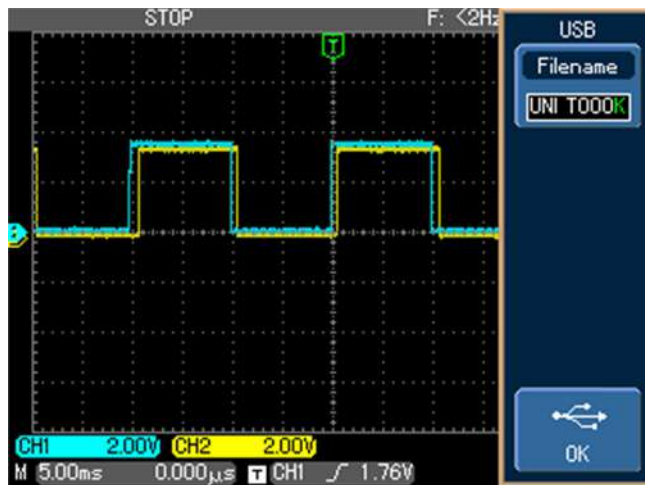 STOP F: <2Hz
T
USB
Filename
UNI T000K
CH1 2.00V CH2 2.00V
M 5.00ms 0.000μs T CH1 1.76V
OK